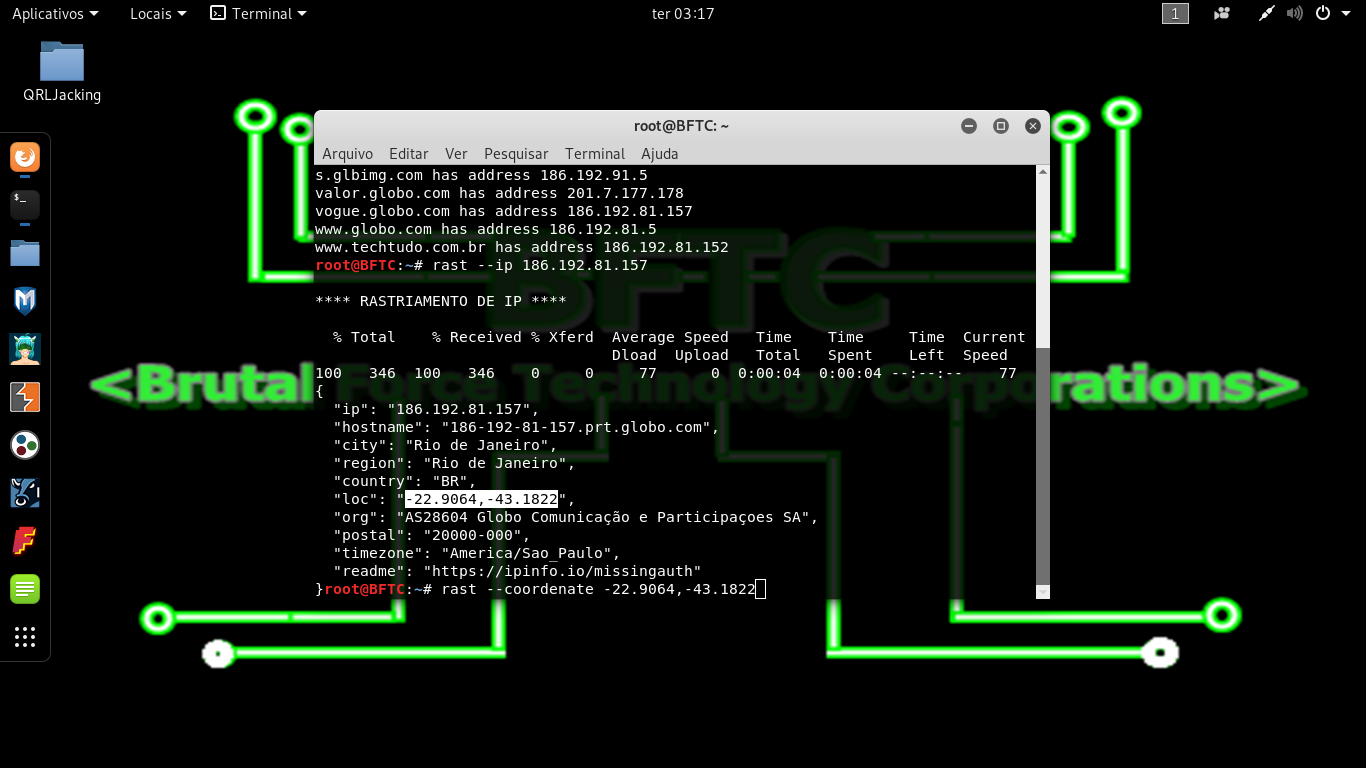 Aplicativos Locais Terminal ter 03:17 1
QRLJacking
root@BFTC: ~
Arquivo Editar Ver Pesquisar Terminal Ajuda
s.glbimg.com has address 186.192.91.5
valor.globo.com has address 201.7.177.178
vogue.globo.com has address 186.192.81.157
www.globo.com has address 186.192.81.5
www.techtudo.com.br has address 186.192.81.152
root@BFTC:~# rast --ip 186.192.81.157
**** RASTRIAMENTO DE IP ****
% Total % Received % Xferd Average Speed Time Time Time Current
Dload Upload Total Spent Left Speed
100 346 100 346 0 0 77 0 0:00:04 0:00:04 --:--:-- 77
{
"ip": "186.192.81.157",
"hostname": "186-192-81-157.prt.globo.com",
"city": "Rio de Janeiro",
"region": "Rio de Janeiro",
"country": "BR",
"loc": "-22.9064,-43.1822",
"org": "AS28604 Globo Comunicação e Participaçoes SA",
"postal": "20000-000",
"timezone": "America/Sao_Paulo",
"readme": "https://ipinfo.io/missingauth"
}root@BFTC:~# rast --coordenate -22.9064,-43.1822
BFTC
<Brutal Force Technology Corporations>